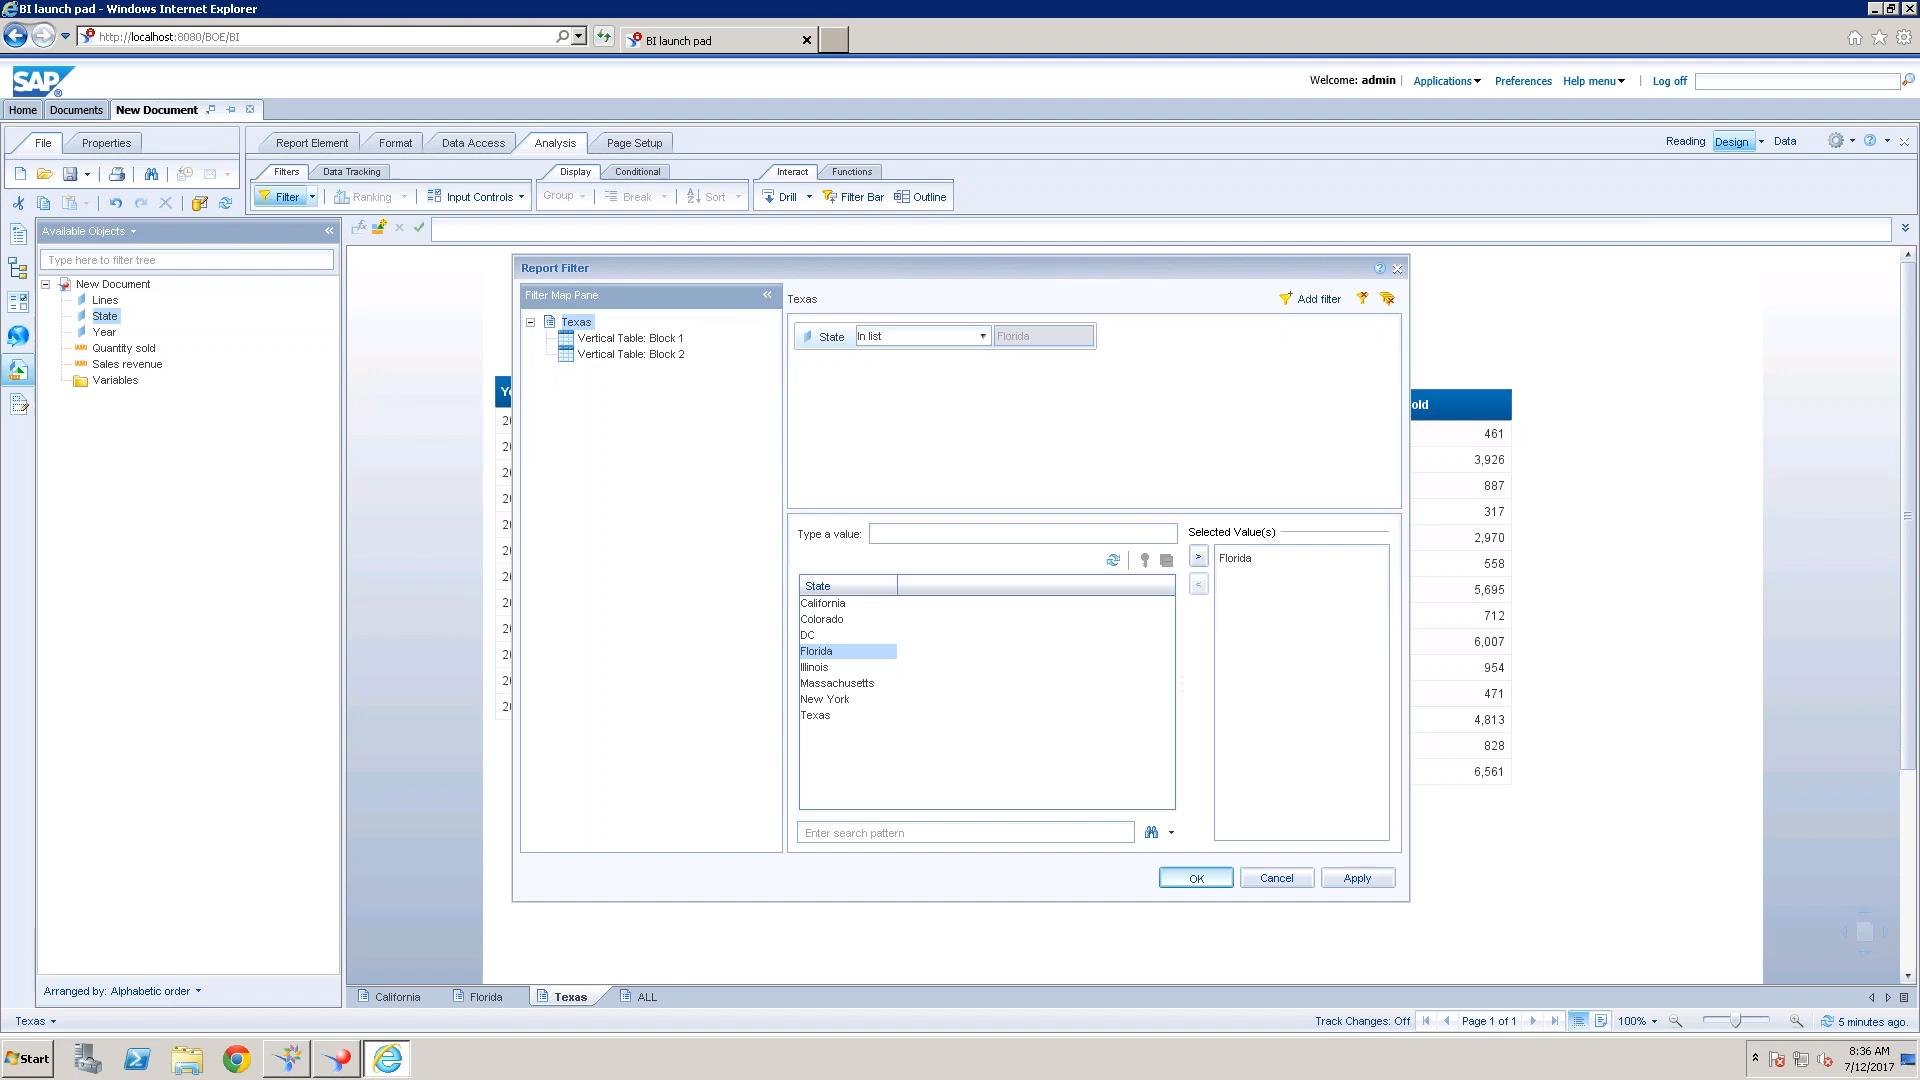 BI launch pad - Windows Internet Explorer
http://localhost:8080/BOE/BI
BI launch pad
SAP
Welcome: admin
Applications
Preferences
Help menu
Log off
Home
Documents
New Document
File
Properties
Report Element
Format
Data Access
Analysis
Page Setup
Reading
Design
Data
Filters
Data Tracking
Display
Conditional
Interact
Functions
Filter
Ranking
Input Controls
Group
Break
Sort
Drill
Filter Bar
Outline
Available Objects
Type here to filter tree
New Document
Lines
State
Year
Quantity sold
Sales revenue
Variables
Arranged by: Alphabetic order
Report Filter
Filter Map Pane
Texas
Vertical Table: Block 1
Vertical Table: Block 2
Texas
Add filter
State
In list
Florida
Type a value:
State
California
Colorado
DC
Florida
Illinois
Massachusetts
New York
Texas
Enter search pattern
Selected Value(s)
>
<
Florida
OK
Cancel
Apply
old
461
3,926
887
317
2,970
558
5,695
712
6,007
954
471
4,813
828
6,561
California
Florida
Texas
ALL
Texas
Track Changes: Off
Page 1 of 1
100%
5 minutes ago.
Start
8:36 AM
7/12/2017